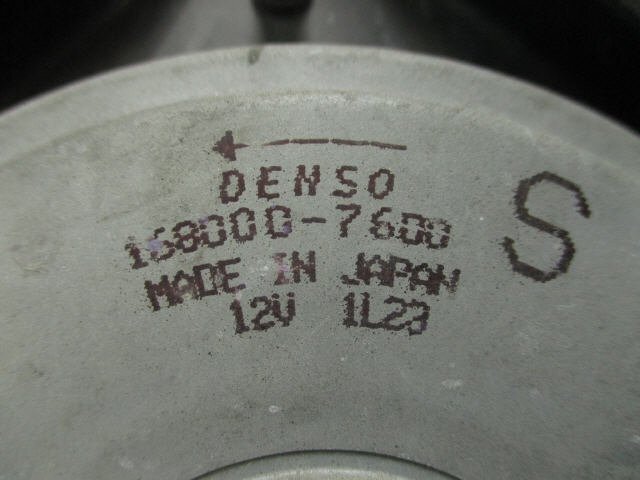 DENSO
168000-7600
MADE IN JAPAN
12V 1L23
S